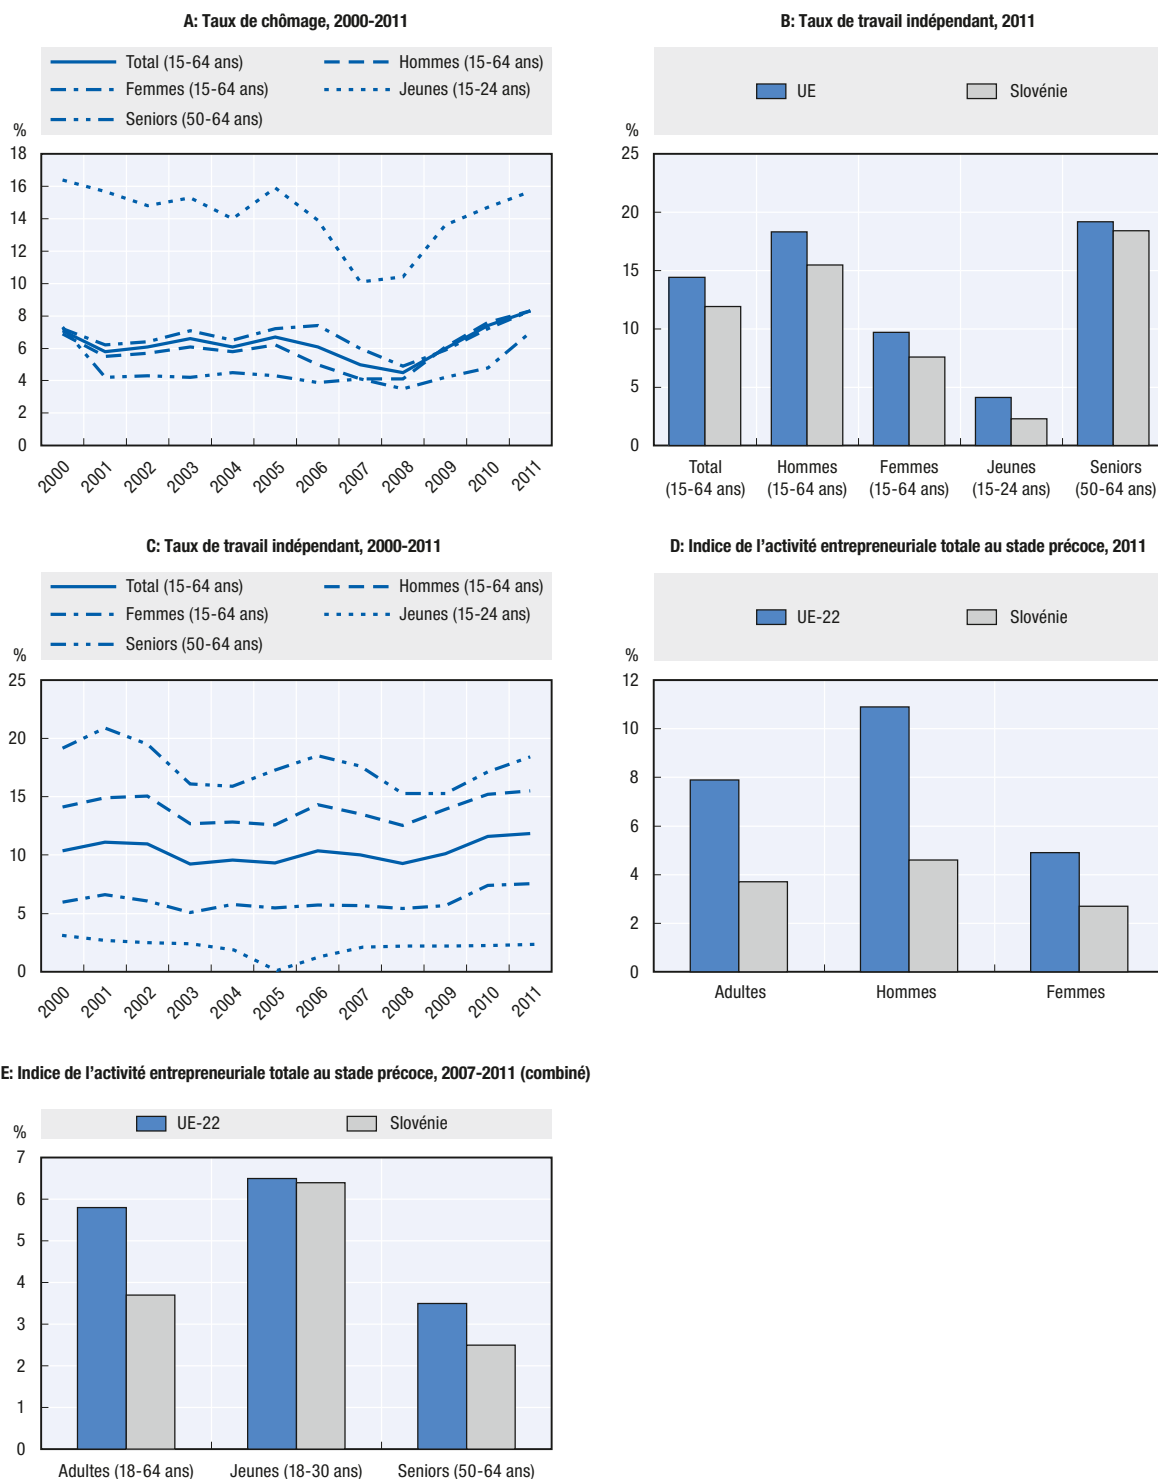 A: Taux de chômage, 2000-2011
Total (15-64 ans)
Hommes (15-64 ans)
Femmes (15-64 ans)
Jeunes (15-24 ans)
Seniors (50-64 ans)
%
18
16
14
12
10
8
6
4
2
0
2000
2001
2002
2003
2004
2005
2006
2007
2008
2009
2010
2011
B: Taux de travail indépendant, 2011
UE
Slovénie
%
25
20
15
10
5
0
Total
(15-64 ans)
Hommes
(15-64 ans)
Femmes
(15-64 ans)
Jeunes
(15-24 ans)
Seniors
(50-64 ans)
C: Taux de travail indépendant, 2000-2011
Total (15-64 ans)
Hommes (15-64 ans)
Femmes (15-64 ans)
Jeunes (15-24 ans)
Seniors (50-64 ans)
%
25
20
15
10
5
0
2000
2001
2002
2003
2004
2005
2006
2007
2008
2009
2010
2011
D: Indice de l'activité entrepreneuriale totale au stade précoce, 2011
UE-22
Slovénie
%
12
10
8
6
4
2
0
Adultes
Hommes
Femmes
E: Indice de l'activité entrepreneuriale totale au stade précoce, 2007-2011 (combiné)
UE-22
Slovénie
%
7
6
5
4
3
2
1
0
Adultes (18-64 ans)
Jeunes (18-30 ans)
Seniors (50-64 ans)